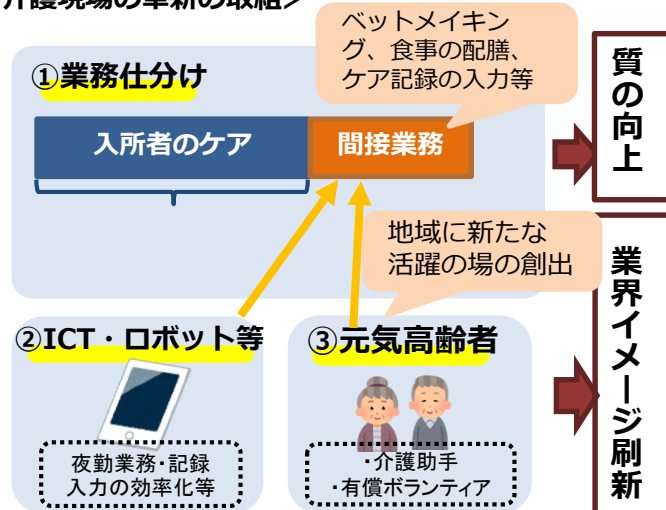 介護現場の革新の取組＞
ベットメイキン
グ、食事の配膳、
ケア記録の入力等
①業務仕分け
入所者のケア
間接業務
質の向上
地域に新たな
活躍の場の創出
②ICT・ロボット等
夜勤業務・記録
入力の効率化等
③元気高齢者
・介護助手
・有償ボランティア
業界イメージ刷新